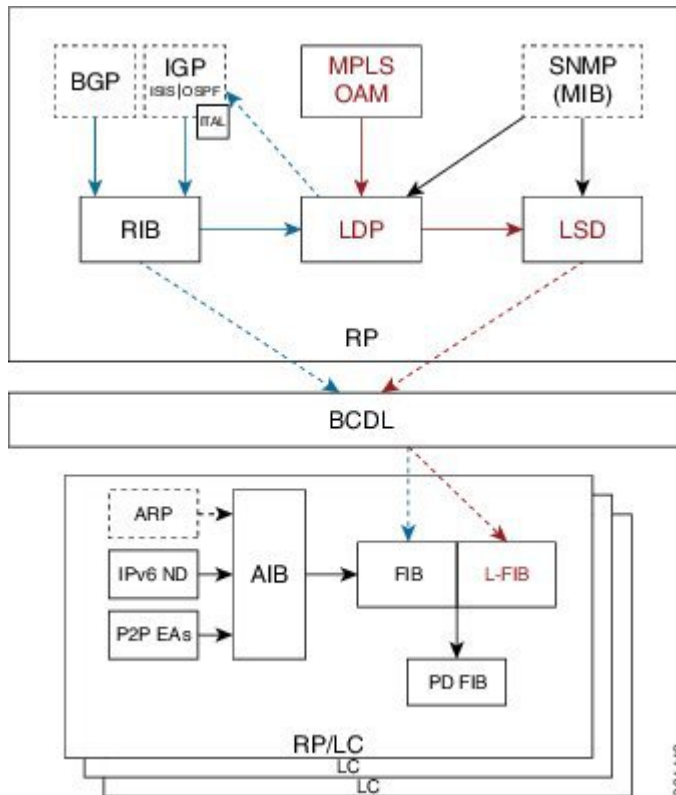 BGP
IGP
ISIS|OSPF
ITAL
MPLS
OAM
SNMP
(MIB)
RIB
LDP
LSD
RP
BCDL
ARP
IPv6 ND
P2P EAs
AIB
FIB
L-FIB
PD FIB
RP/LC
LC
LC